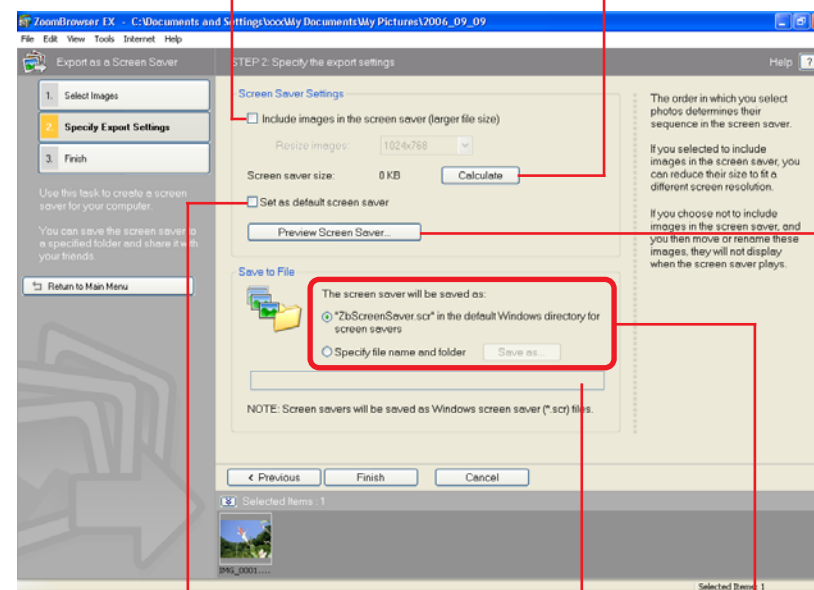 ZoomBrowser EX - C:\Documents and Settings\xxx\My Documents\My Pictures\2006_09_09
File Edit View Tools Internet Help
Export as a Screen Saver
STEP 2: Specify the export settings
Help ?
1. Select Images
2. Specify Export Settings
3. Finish
Use this task to create a screen
saver for your computer.
You can save the screen saver to
a specified folder and share it with
your friends.
Return to Main Menu
Screen Saver Settings
Include images in the screen saver (larger file size)
Resize images: 1024x768
Screen saver size: 0 KB Calculate
Set as default screen saver
Preview Screen Saver...
Save to File
The screen saver will be saved as:
"ZbScreenSaver.scr" in the default Windows directory for
screen savers
Specify file name and folder Save as...
NOTE: Screen savers will be saved as Windows screen saver (*.scr) files.
The order in which you select
photos determines their
sequence in the screen saver.
If you selected to include
images in the screen saver, you
can reduce their size to fit a
different screen resolution.
If you choose not to include
images in the screen saver, and
you then move or rename these
images, they will not display
when the screen saver plays.
< Previous Finish Cancel
Selected Items : 1
IMG_0001....
Selected Items: 1